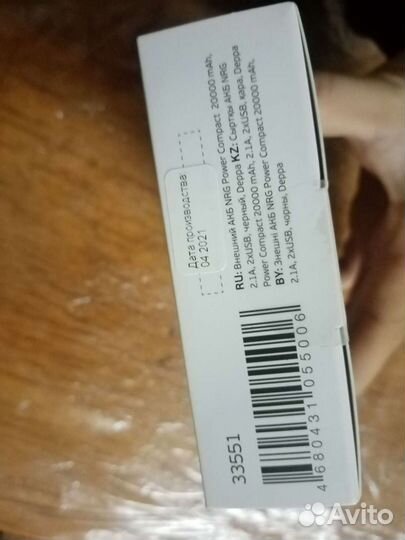 Дата производства
04 2021
RU: Внешний АКБ NRG Power Compact 20000 mAh,
2.1A, 2xUSB, черный, Deppa KZ: Сыртқы АКБ NRG
Power Compact 20000 mAh, 2.1A, 2xUSB, қара, Deppa
BY: Знешні АКБ NRG Power Compact 20000 mAh,
2.1A, 2xUSB, чорны, Deppa
33551
4 680431 055006
Avito